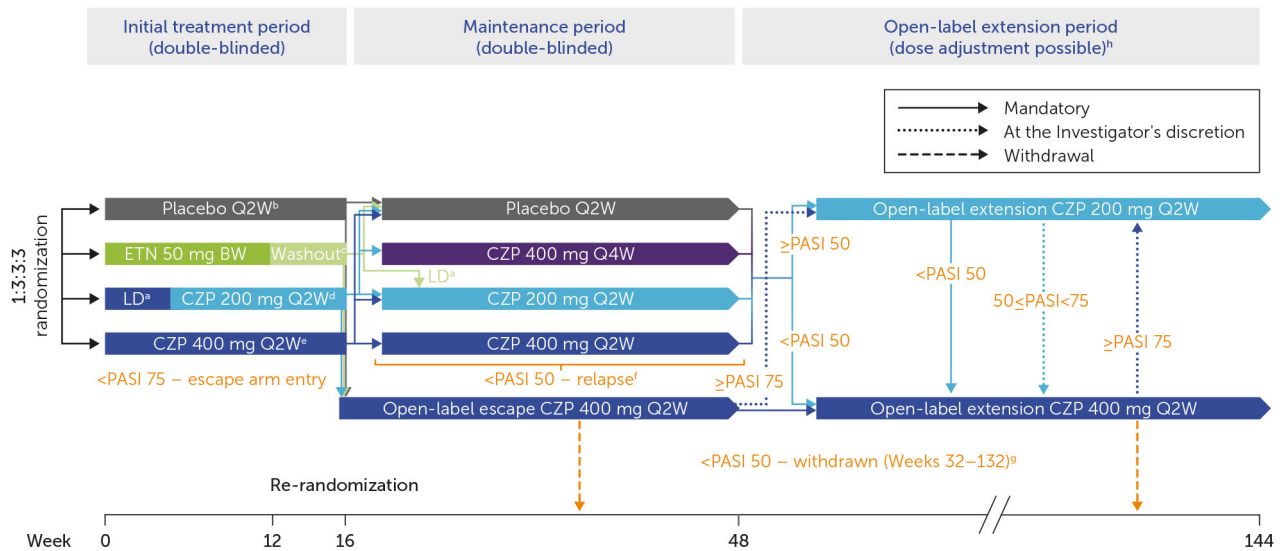 Initial treatment period
(double-blinded)
Maintenance period
(double-blinded)
Open-label extension period
(dose adjustment possible)ʰ
Mandatory
At the Investigator's discretion
Withdrawal
1:3:3:3
randomization
Placebo Q2Wᵇ
Placebo Q2W
Open-label extension CZP 200 mg Q2W
≥PASI 50
ETN 50 mg BW
Washoutᶜ
CZP 400 mg Q4W
LDᵃ
<PASI 50
50≤PASI<75
LDᵃ
CZP 200 mg Q2Wᵈ
CZP 200 mg Q2W
CZP 400 mg Q2Wᵉ
CZP 400 mg Q2W
<PASI 50
≥PASI 75
<PASI 75 – escape arm entry
<PASI 50 – relapseᶠ
≥PASI 75
Open-label escape CZP 400 mg Q2W
Open-label extension CZP 400 mg Q2W
<PASI 50 – withdrawn (Weeks 32–132)ᵍ
Re-randomization
Week
0
12
16
48
144